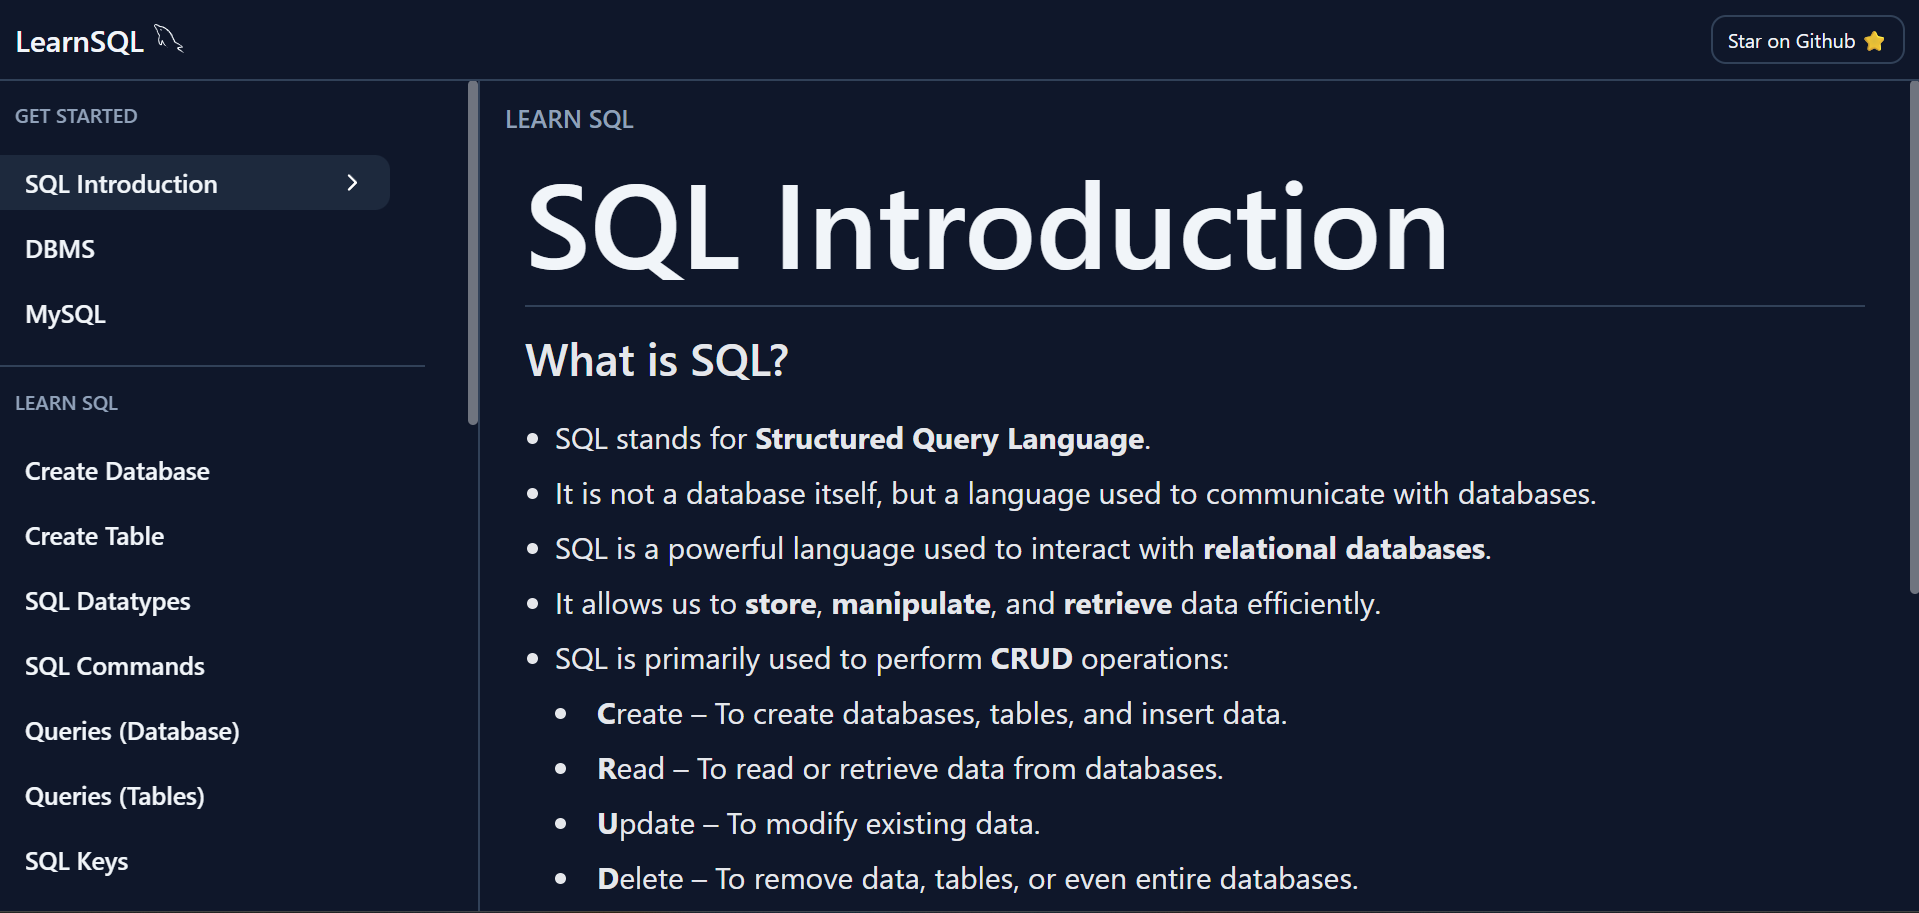 LearnSQL
Star on Github ⭐
GET STARTED
SQL Introduction
DBMS
MySQL
LEARN SQL
Create Database
Create Table
SQL Datatypes
SQL Commands
Queries (Database)
Queries (Tables)
SQL Keys
LEARN SQL
SQL Introduction
What is SQL?
• SQL stands for Structured Query Language.
• It is not a database itself, but a language used to communicate with databases.
• SQL is a powerful language used to interact with relational databases.
• It allows us to store, manipulate, and retrieve data efficiently.
• SQL is primarily used to perform CRUD operations:
• Create – To create databases, tables, and insert data.
• Read – To read or retrieve data from databases.
• Update – To modify existing data.
• Delete – To remove data, tables, or even entire databases.